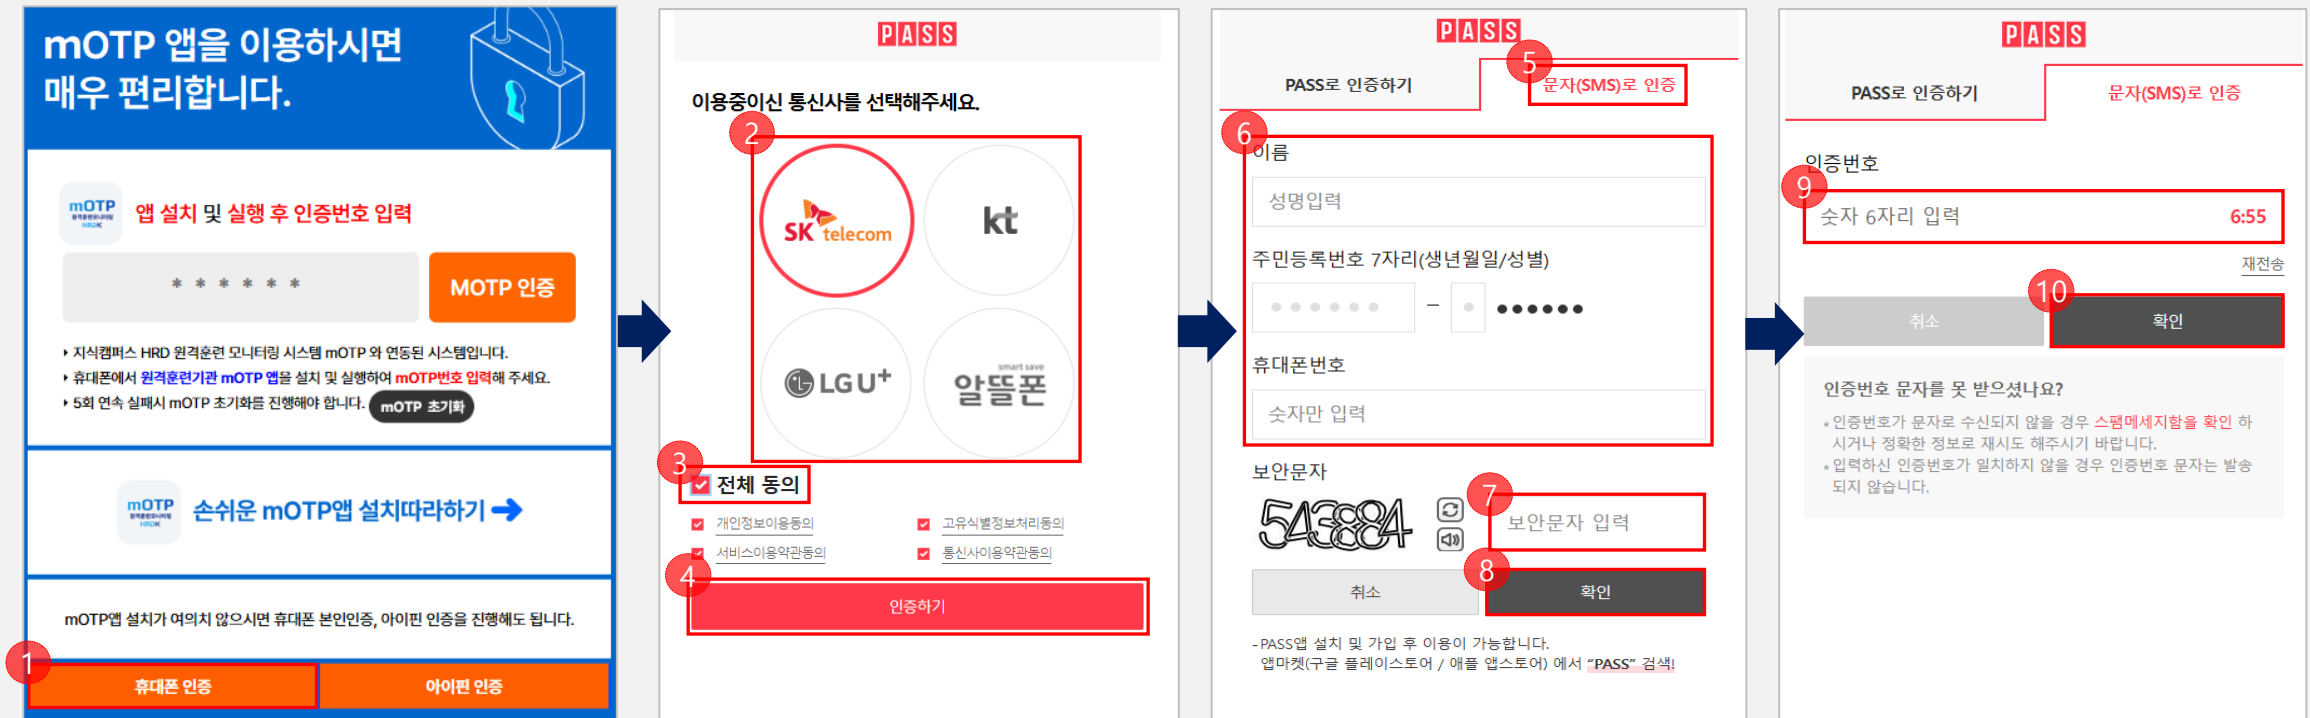 mOTP 앱을 이용하시면
매우 편리합니다.
mOTP
원격훈련모니터링
HRDK
앱 설치 및 실행 후 인증번호 입력
* * * * * *
MOTP 인증
지식캠퍼스 HRD 원격훈련 모니터링 시스템 mOTP 와 연동된 시스템입니다.
휴대폰에서 원격훈련기관 mOTP 앱을 설치 및 실행하여 mOTP번호 입력해 주세요.
5회 연속 실패시 mOTP 초기화를 진행해야 합니다. mOTP 초기화
mOTP
원격훈련모니터링
HRDK
손쉬운 mOTP앱 설치따라하기
mOTP앱 설치가 여의치 않으시면 휴대폰 본인인증, 아이핀 인증을 진행해도 됩니다.
1
휴대폰 인증
아이핀 인증
PASS
이용중이신 통신사를 선택해주세요.
2
SK telecom
kt
LG U+
smart save
알뜰폰
3
전체 동의
개인정보이용동의
고유식별정보처리동의
서비스이용약관동의
통신사이용약관동의
4
인증하기
PASS
PASS로 인증하기
5
문자(SMS)로 인증
6
이름
성명입력
주민등록번호 7자리(생년월일/성별)
–
휴대폰번호
숫자만 입력
보안문자
543884
7
보안문자 입력
취소
8
확인
-PASS앱 설치 및 가입 후 이용이 가능합니다.
앱마켓(구글 플레이스토어 / 애플 앱스토어) 에서 “PASS” 검색!
PASS
PASS로 인증하기
문자(SMS)로 인증
인증번호
9
숫자 6자리 입력
6:55
재전송
취소
10
확인
인증번호 문자를 못 받으셨나요?
*인증번호가 문자로 수신되지 않을 경우 스팸메세지함을 확인 하
시거나 정확한 정보로 재시도 해주시기 바랍니다.
*입력하신 인증번호가 일치하지 않을 경우 인증번호 문자는 발송
되지 않습니다.